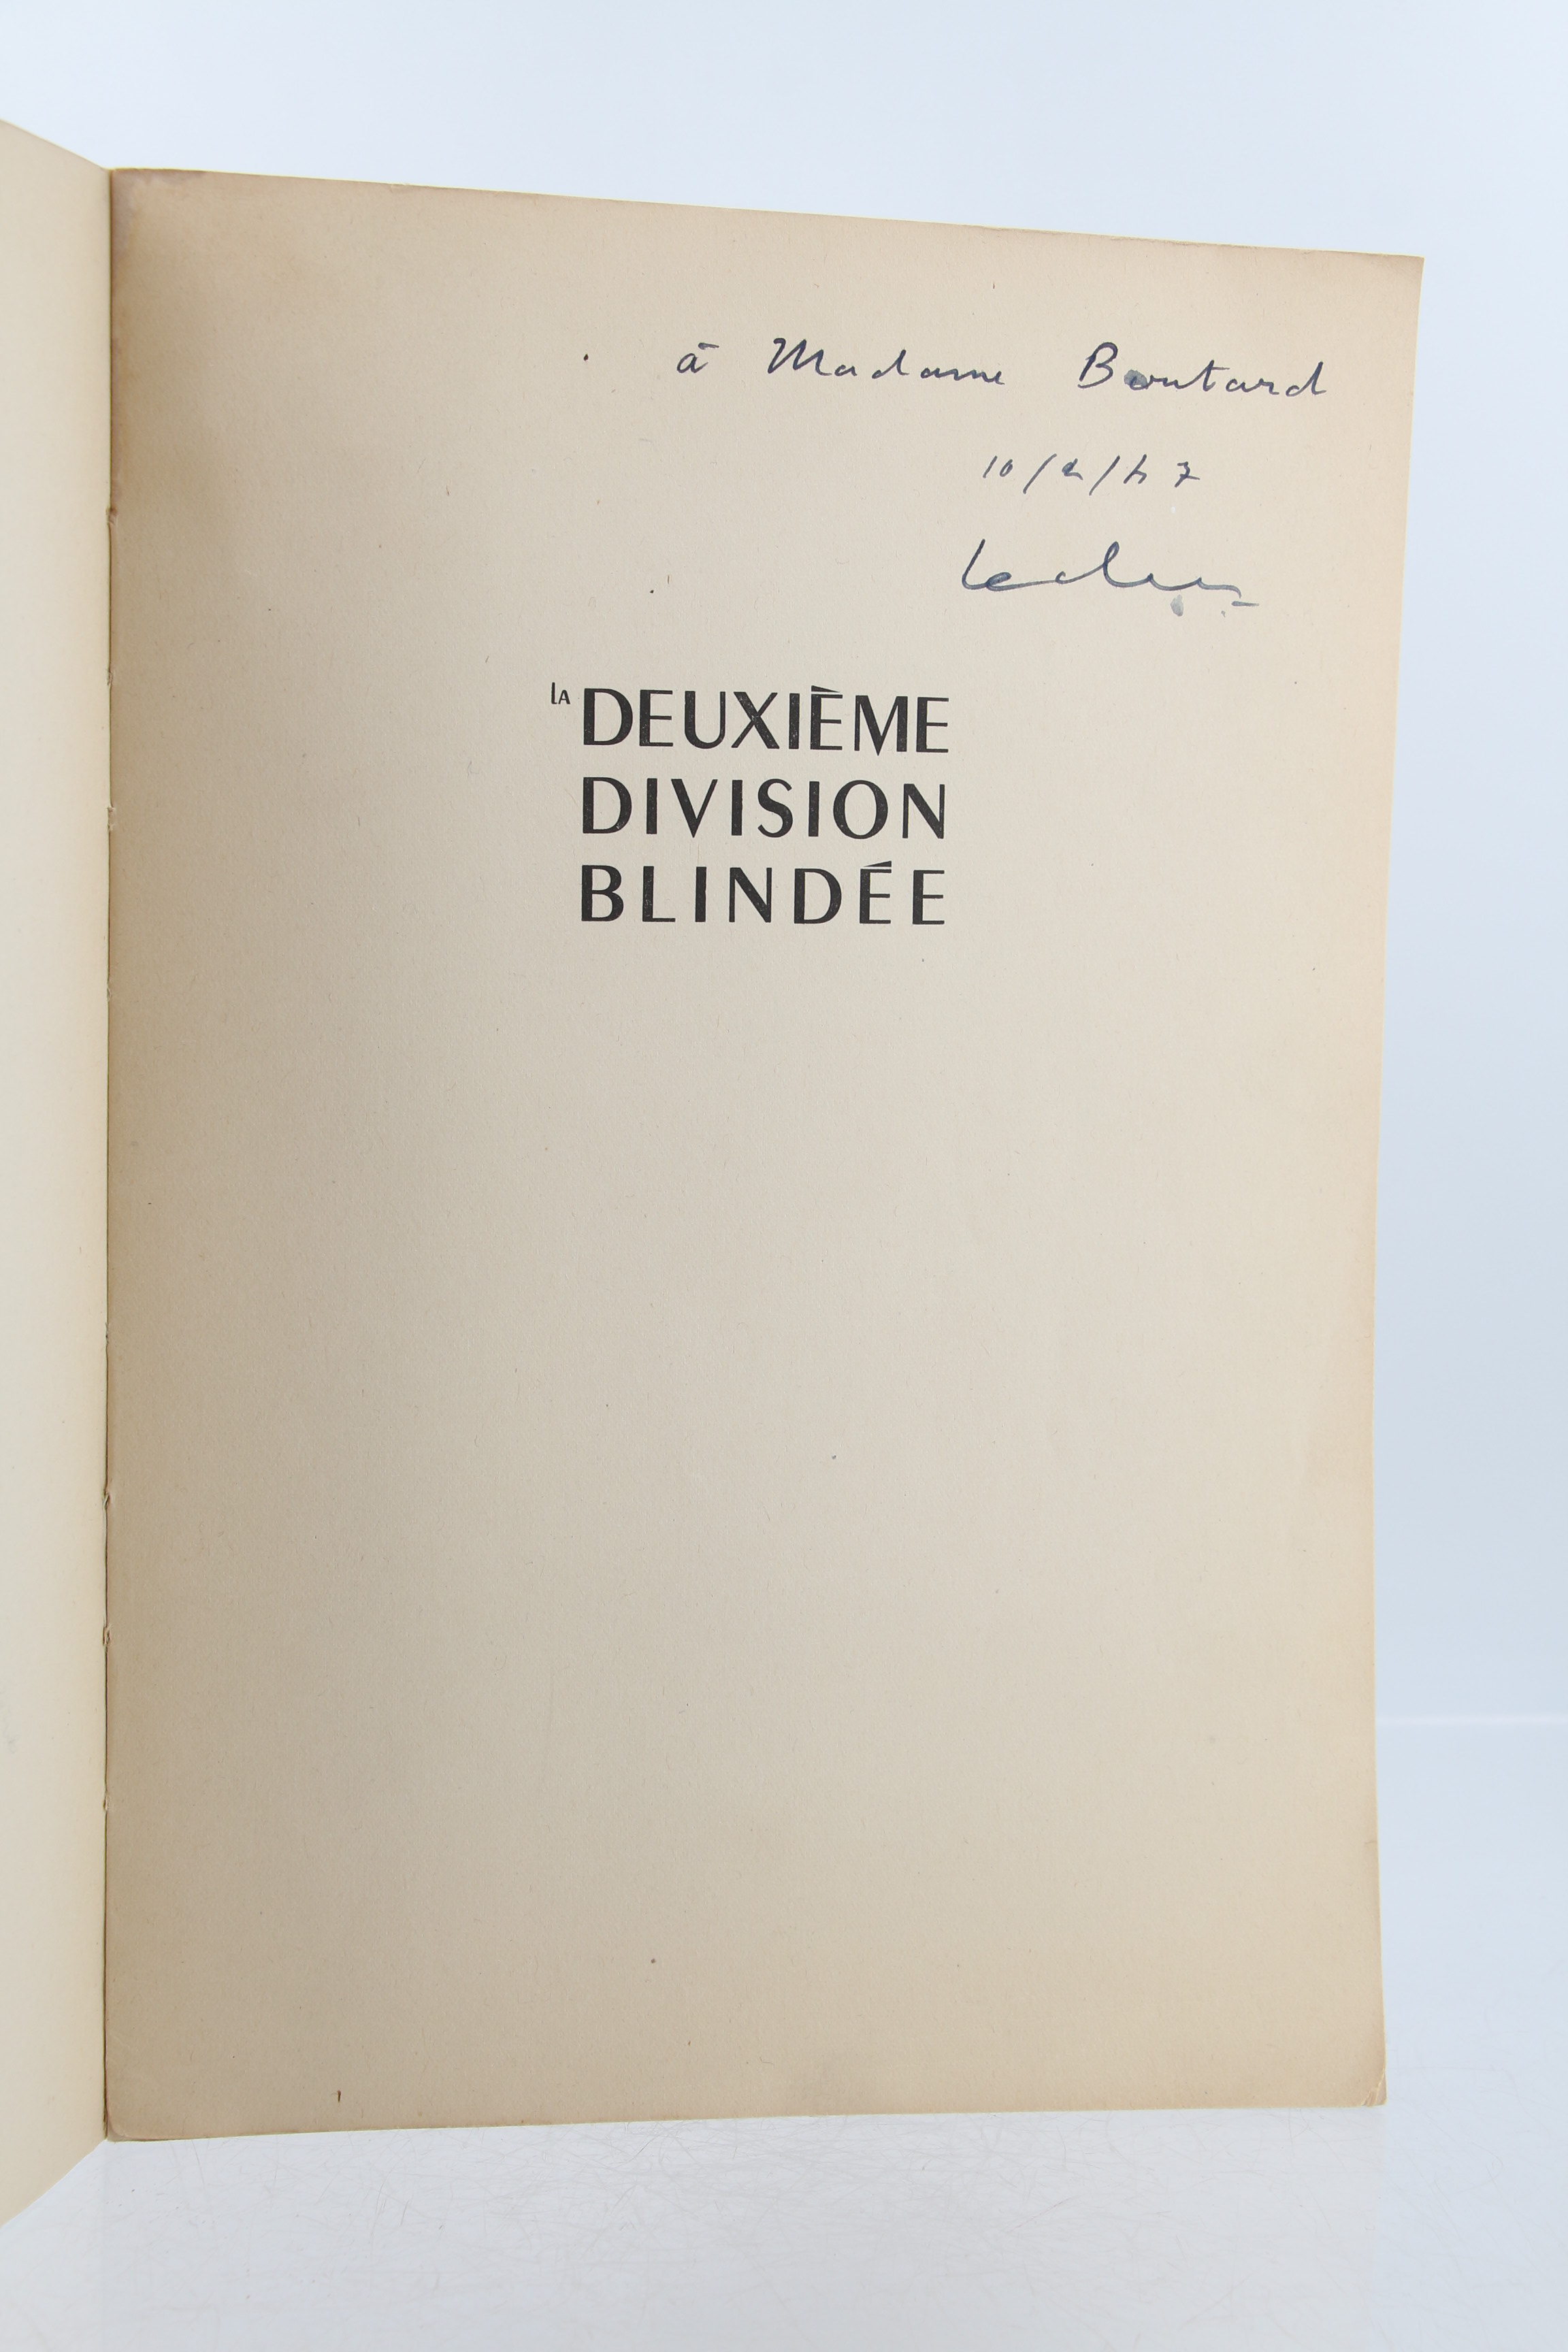 à Madame Boutard
10/2/47
Leclerc
LA DEUXIÈME
DIVISION
BLINDÉE